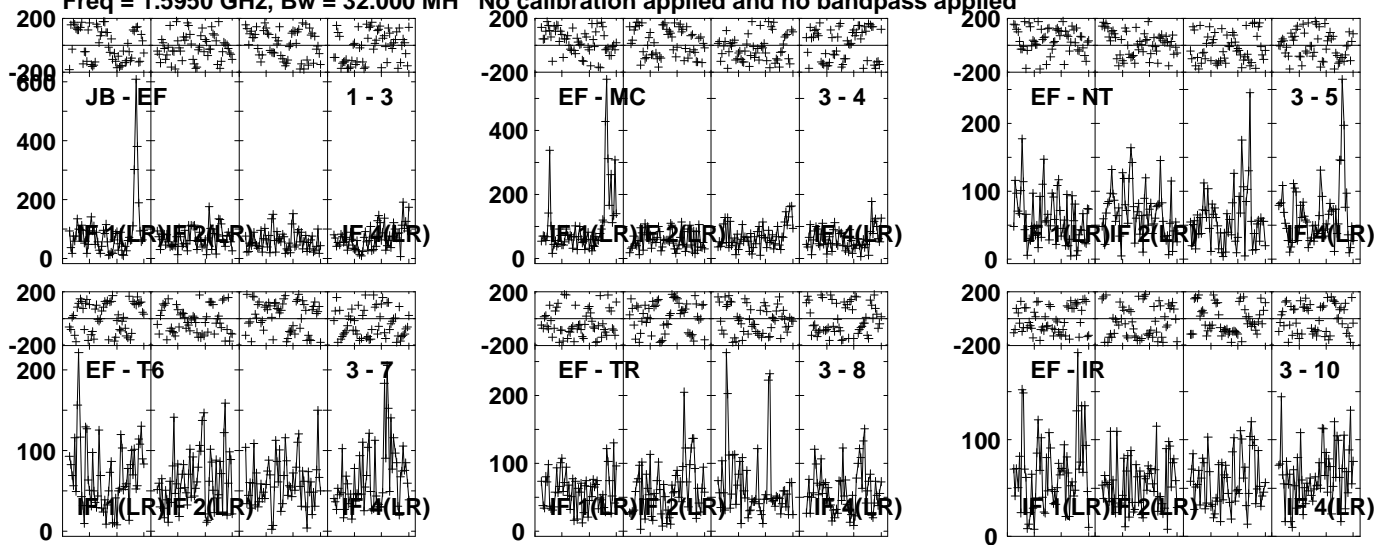 Freq = 1.5950 GHz, Bw = 32.000 MH No calibration applied and no bandpass applied
200
-200
600
400
200
0
JB - EF 1 - 3
IF 1(LR) IF 2(LR) IF 4(LR)
200
-200
400
200
0
EF - MC 3 - 4
IF 1(LR) IF 2(LR) IF 4(LR)
200
-200
200
100
0
EF - NT 3 - 5
IF 1(LR) IF 2(LR) IF 4(LR)
200
-200
200
100
0
EF - T6 3 - 7
IF 1(LR) IF 2(LR) IF 4(LR)
200
-200
200
100
0
EF - TR 3 - 8
IF 1(LR) IF 2(LR) IF 4(LR)
200
-200
100
0
EF - IR 3 - 10
IF 1(LR) IF 2(LR) IF 4(LR)